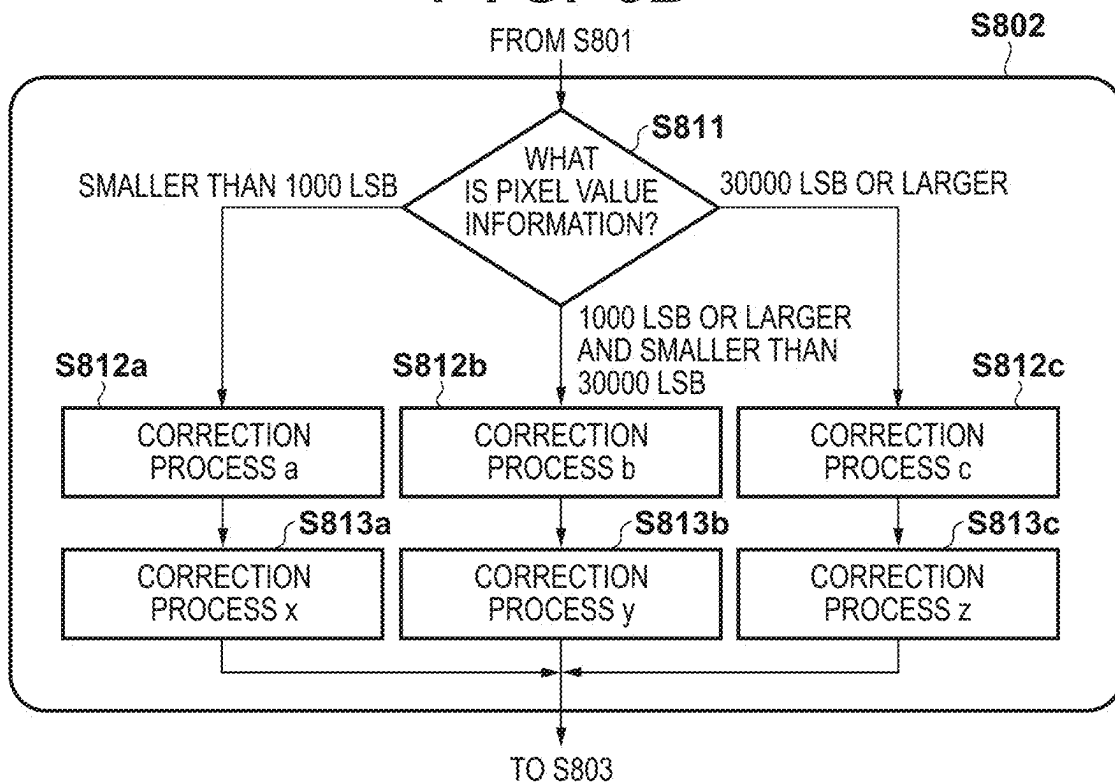 FROM S801
S802
S811
WHAT
IS PIXEL VALUE
INFORMATION?
SMALLER THAN 1000 LSB
30000 LSB OR LARGER
1000 LSB OR LARGER
AND SMALLER THAN
30000 LSB
S812a
S812b
S812c
CORRECTION
PROCESS a
CORRECTION
PROCESS b
CORRECTION
PROCESS c
S813a
S813b
S813c
CORRECTION
PROCESS x
CORRECTION
PROCESS y
CORRECTION
PROCESS z
TO S803